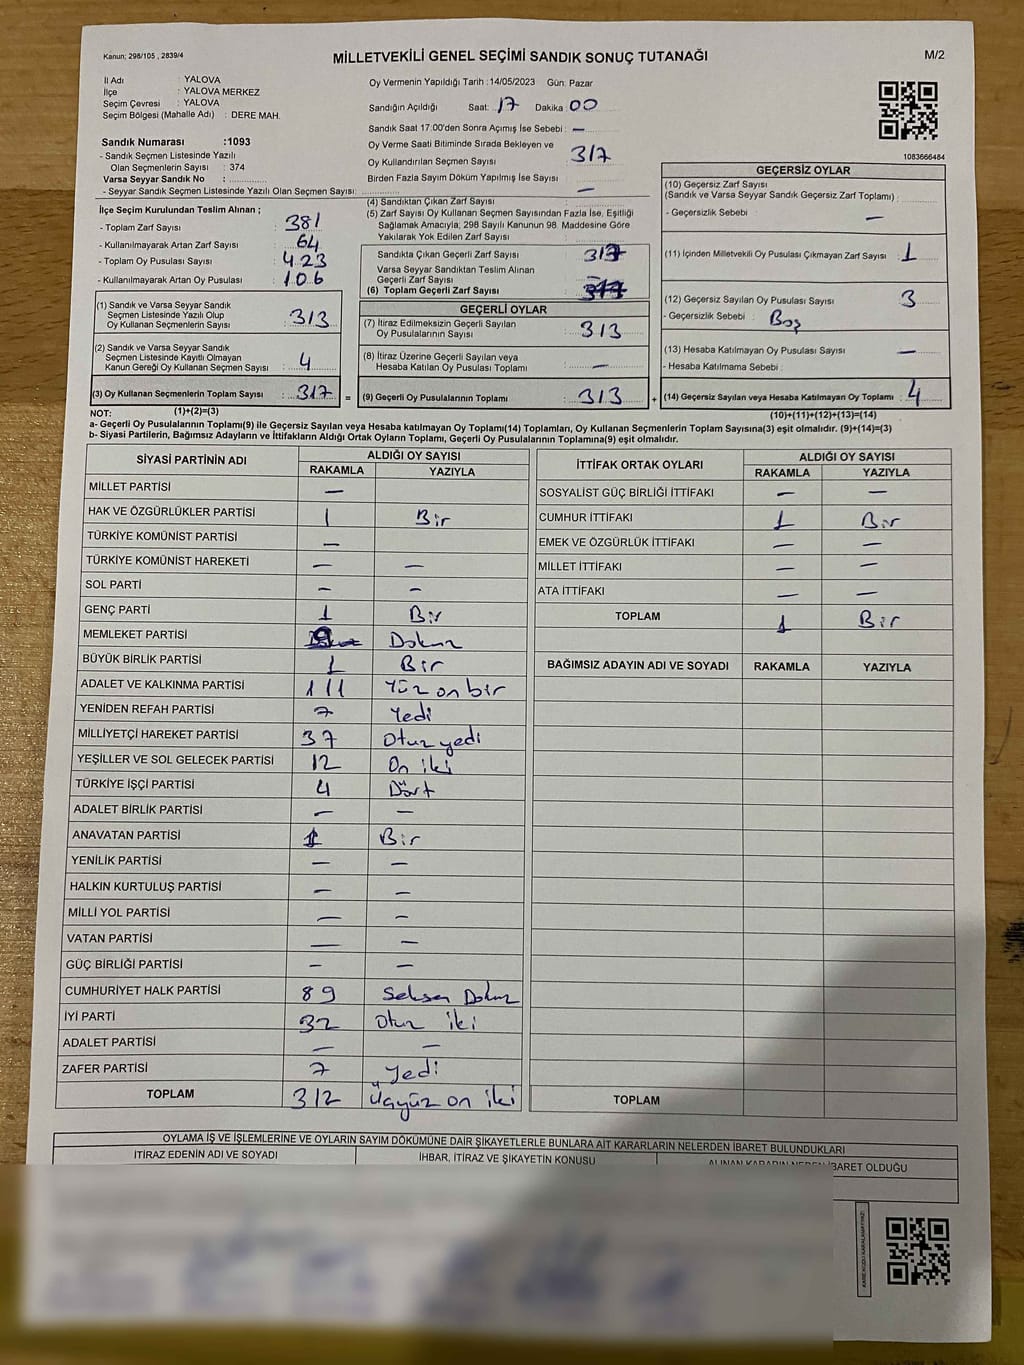 Kanun: 298/105 , 2839/4
MİLLETVEKİLİ GENEL SEÇİMİ SANDIK SONUÇ TUTANAĞI
M/2
İl Adı : YALOVA
İlçe : YALOVA MERKEZ
Seçim Çevresi : YALOVA
Seçim Bölgesi (Mahalle Adı) : DERE MAH.
Sandık Numarası :1093
- Sandık Seçmen Listesinde Yazılı
Olan Seçmenlerin Sayısı : 374
Varsa Seyyar Sandık No :
- Seyyar Sandık Seçmen Listesinde Yazılı Olan Seçmen Sayısı:
Oy Vermenin Yapıldığı Tarih :14/05/2023 Gün: Pazar
Sandığın Açıldığı Saat: 17 Dakika 00
Sandık Saat 17:00'den Sonra Açımış İse Sebebi: —
Oy Verme Saati Bitiminde Sırada Bekleyen ve
Oy Kullandırılan Seçmen Sayısı : 317
Birden Fazla Sayım Döküm Yapılmış İse Sayısı : —
1083666484
İlçe Seçim Kurulundan Teslim Alınan ;
- Toplam Zarf Sayısı : 381
- Kullanılmayarak Artan Zarf Sayısı : 64
- Toplam Oy Pusulası Sayısı : 423
- Kullanılmayarak Artan Oy Pusulası : 106
(1) Sandık ve Varsa Seyyar Sandık
Seçmen Listesinde Yazılı Olup
Oy Kullanan Seçmenlerin Sayısı : 313
(2) Sandık ve Varsa Seyyar Sandık
Seçmen Listesinde Kayıtlı Olmayan
Kanun Gereği Oy Kullanan Seçmen Sayısı : 4
(3) Oy Kullanan Seçmenlerin Toplam Sayısı : 317 =
(1)+(2)=(3)
(4) Sandıktan Çıkan Zarf Sayısı :
(5) Zarf Sayısı Oy Kullanan Seçmen Sayısından Fazla İse, Eşitliği
Sağlamak Amacıyla; 298 Sayılı Kanunun 98. Maddesine Göre
Yakılarak Yok Edilen Zarf Sayısı :
Sandıkta Çıkan Geçerli Zarf Sayısı : 317
Varsa Seyyar Sandıktan Teslim Alınan
Geçerli Zarf Sayısı : —
(6) Toplam Geçerli Zarf Sayısı :
GEÇERLİ OYLAR
(7) İtiraz Edilmeksizin Geçerli Sayılan
Oy Pusulalarının Sayısı : 313
(8) İtiraz Üzerine Geçerli Sayılan veya
Hesaba Katılan Oy Pusulası Toplamı : —
(9) Geçerli Oy Pusulalarının Toplamı : 313 +
GEÇERSİZ OYLAR
(10) Geçersiz Zarf Sayısı
(Sandık ve Varsa Seyyar Sandık Geçersiz Zarf Toplamı) :
- Geçersizlik Sebebi : —
(11) İçinden Milletvekili Oy Pusulası Çıkmayan Zarf Sayısı : 1
(12) Geçersiz Sayılan Oy Pusulası Sayısı : 3
- Geçersizlik Sebebi : Boş
(13) Hesaba Katılmayan Oy Pusulası Sayısı : —
- Hesaba Katılmama Sebebi :
(14) Geçersiz Sayılan veya Hesaba Katılmayan Oy Toplamı : 4
(10)+(11)+(12)+(13)=(14)
NOT:
a- Geçerli Oy Pusulalarının Toplamı(9) ile Geçersiz Sayılan veya Hesaba katılmayan Oy Toplamı(14) Toplamları, Oy Kullanan Seçmenlerin Toplam Sayısına(3) eşit olmalıdır. (9)+(14)=(3)
b- Siyasi Partilerin, Bağımsız Adayların ve İttifakların Aldığı Ortak Oyların Toplamı, Geçerli Oy Pusulalarının Toplamına(9) eşit olmalıdır.
SİYASİ PARTİNİN ADI ALDIĞI OY SAYISI
RAKAMLA YAZIYLA
MİLLET PARTİSİ —
HAK VE ÖZGÜRLÜKLER PARTİSİ 1 Bir
TÜRKİYE KOMÜNİST PARTİSİ —
TÜRKİYE KOMÜNİST HAREKETİ — —
SOL PARTİ — —
GENÇ PARTİ 1 Bir
MEMLEKET PARTİSİ 9 Dokuz
BÜYÜK BİRLİK PARTİSİ 1 Bir
ADALET VE KALKINMA PARTİSİ 111 Yüz on bir
YENİDEN REFAH PARTİSİ 7 Yedi
MİLLİYETÇİ HAREKET PARTİSİ 37 Otuz yedi
YEŞİLLER VE SOL GELECEK PARTİSİ 12 On iki
TÜRKİYE İŞÇİ PARTİSİ 4 Dört
ADALET BİRLİK PARTİSİ — —
ANAVATAN PARTİSİ 1 Bir
YENİLİK PARTİSİ — —
HALKIN KURTULUŞ PARTİSİ — —
MİLLİ YOL PARTİSİ — —
VATAN PARTİSİ — —
GÜÇ BİRLİĞİ PARTİSİ — —
CUMHURİYET HALK PARTİSİ 89 Seksen Dokuz
İYİ PARTİ 32 Otuz iki
ADALET PARTİSİ — —
ZAFER PARTİSİ 7 Yedi
TOPLAM 312 Üçyüz on iki
İTTİFAK ORTAK OYLARI ALDIĞI OY SAYISI
RAKAMLA YAZIYLA
SOSYALİST GÜÇ BİRLİĞİ İTTİFAKI — —
CUMHUR İTTİFAKI 1 Bir
EMEK VE ÖZGÜRLÜK İTTİFAKI — —
MİLLET İTTİFAKI — —
ATA İTTİFAKI — —
TOPLAM 1 Bir
BAĞIMSIZ ADAYIN ADI VE SOYADI RAKAMLA YAZIYLA
TOPLAM
OYLAMA İŞ VE İŞLEMLERİNE VE OYLARIN SAYIM DÖKÜMÜNE DAİR ŞİKAYETLERLE BUNLARA AİT KARARLARIN NELERDEN İBARET BULUNDUKLARI
İTİRAZ EDENİN ADI VE SOYADI İHBAR, İTİRAZ VE ŞİKAYETİN KONUSU ALINAN KARARIN NEDEN İBARET OLDUĞU
KAREKODU KARALAMAYINIZ!